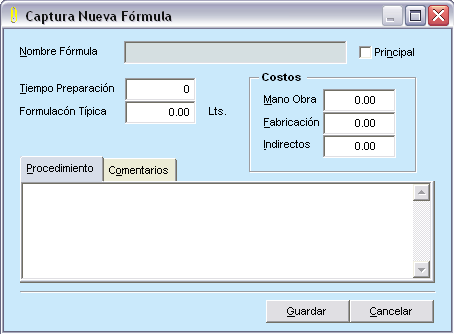 Captura Nueva Fórmula
Nombre Fórmula
Principal
Tiempo Preparación 0
Formulacón Típica 0.00 Lts.
Costos
Mano Obra 0.00
Fabricación 0.00
Indirectos 0.00
Procedimiento Comentarios
Guardar Cancelar